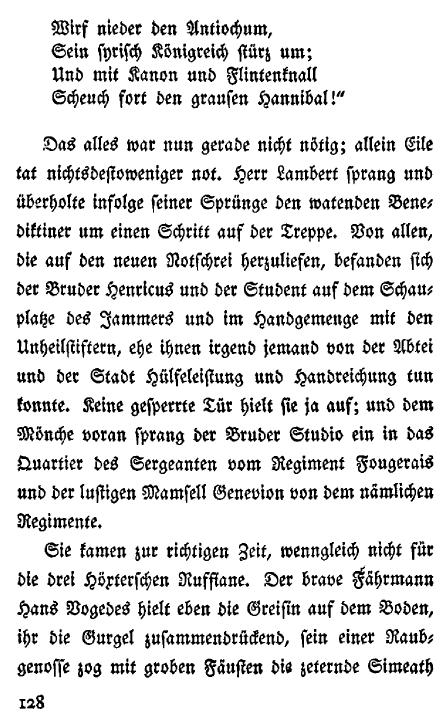 Wirf nieder den Antiochum,
Sein syrisch Königreich stürz um;
Und mit Kanon und Flintenknall
Scheuch fort den grausen Hannibal!“
Das alles war nun gerade nicht nötig; allein Eile
tat nichtsdestoweniger not. Herr Lambert sprang und
überholte infolge seiner Sprünge den watenden Bene-
diktiner um einen Schritt auf der Treppe. Von allen,
die auf den neuen Notschrei herzuliefen, befanden sich
der Bruder Henricus und der Student auf dem Schau-
platze des Jammers und im Handgemenge mit den
Unheilstiftern, ehe ihnen irgend jemand von der Abtei
und der Stadt Hülfeleistung und Handreichung tun
konnte. Keine gesperrte Tür hielt sie ja auf; und dem
Mönche voran sprang der Bruder Studio ein in das
Quartier des Sergeanten vom Regiment Fougerais
und der lustigen Mamsell Genevion von dem nämlichen
Regimente.
Sie kamen zur richtigen Zeit, wenngleich nicht für
die drei Höxterschen Ruffiane. Der brave Fährmann
Hans Vogedes hielt eben die Greisin auf dem Boden,
ihr die Gurgel zusammendrückend, sein einer Raub-
genosse zog mit groben Fäusten die zeternde Simeath
128